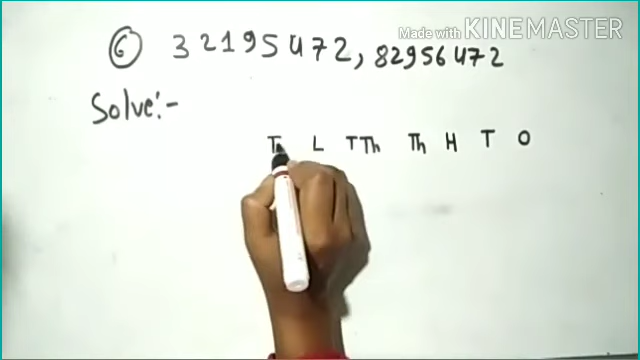 Made with KINEMASTER
⑥ 32195472, 82956472
Solve:-
T L TTh Th H T O